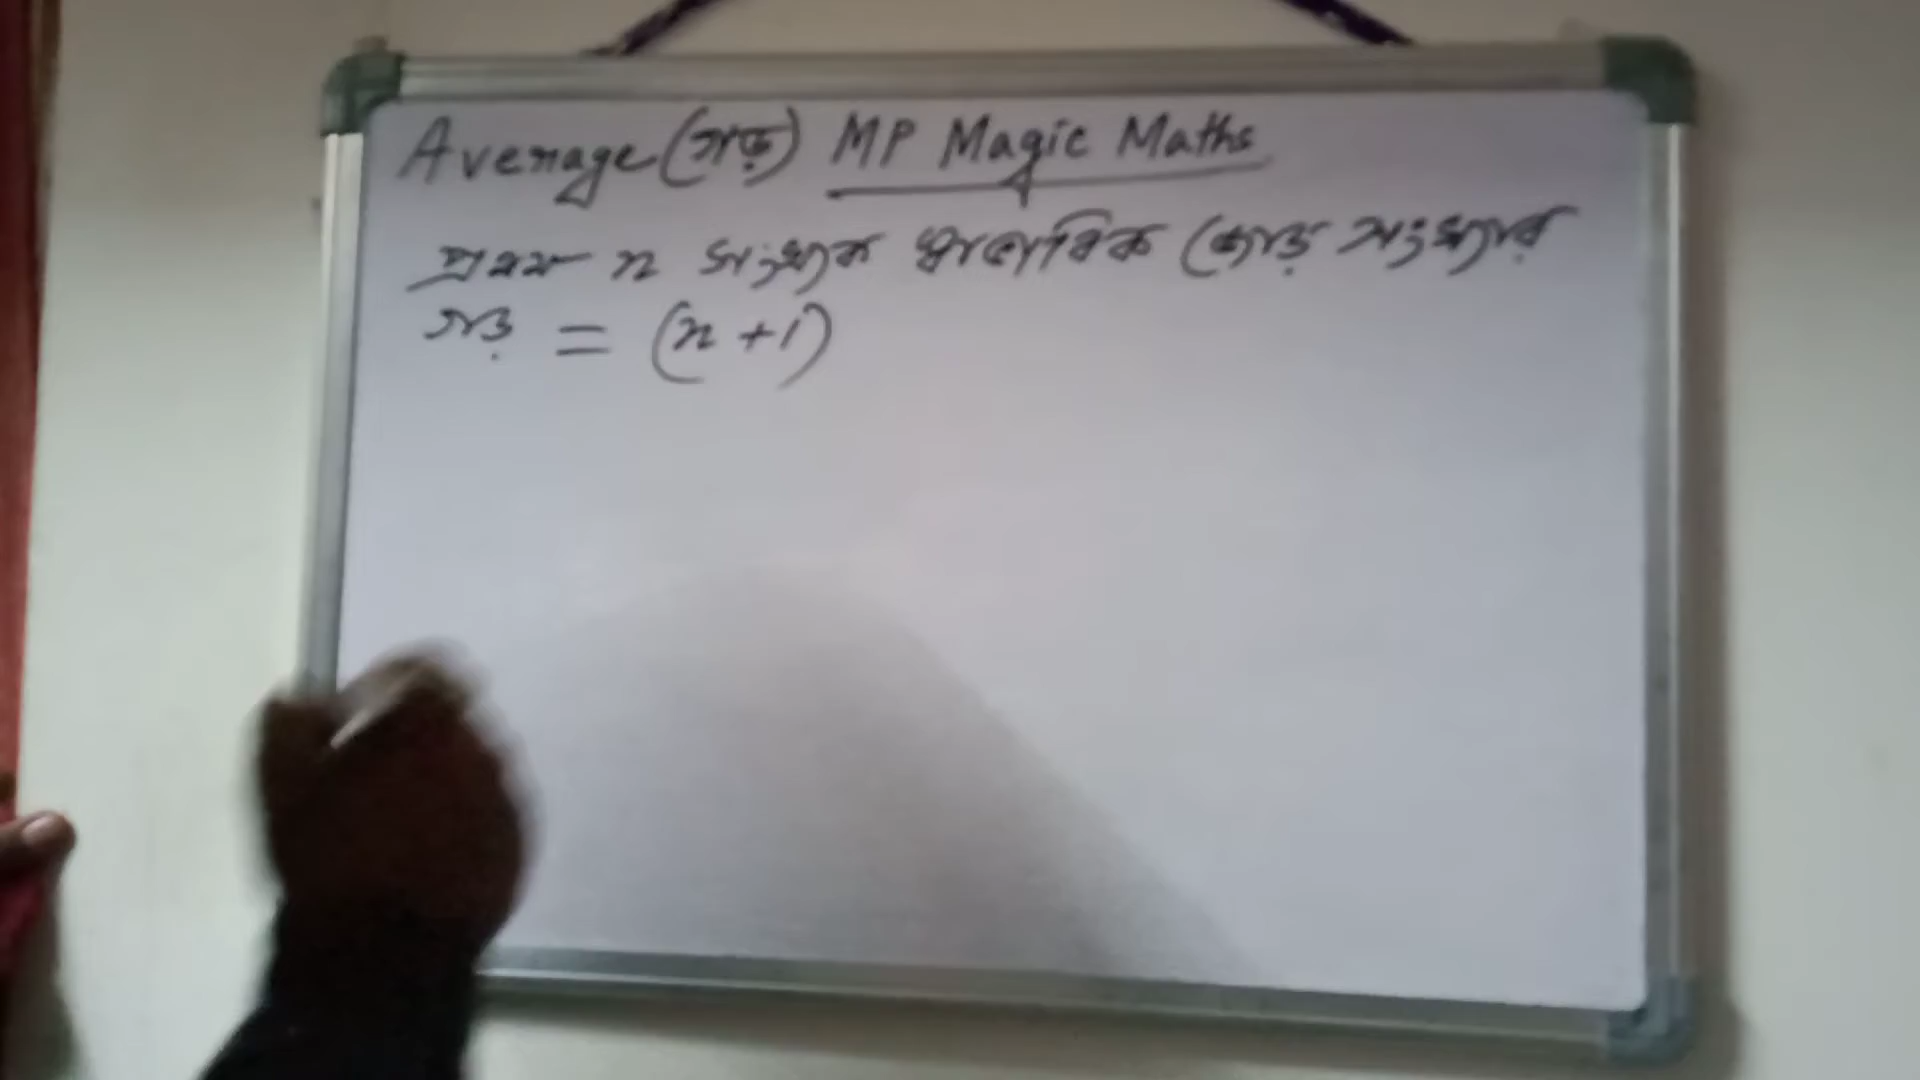 Average (গড়) MP Magic Maths
প্রথম n সংখ্যক স্বাভাবিক জোড় সংখ্যার
গড় = (n+1)